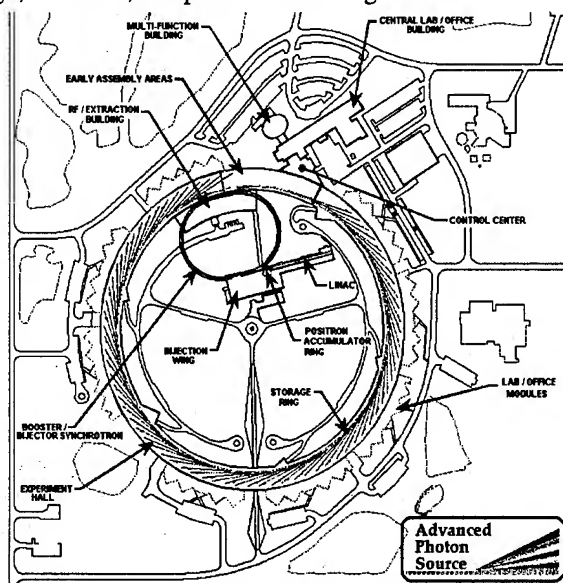 MULTI-FUNCTION
BUILDING
CENTRAL LAB / OFFICE
BUILDING
EARLY ASSEMBLY AREAS
RF / EXTRACTION
BUILDING
CONTROL CENTER
LINAC
INJECTION
WING
POSITRON
ACCUMULATOR
RING
STORAGE
RING
LAB / OFFICE
MODULES
BOOSTER /
INJECTOR SYNCHROTRON
EXPERIMENT
HALL
Advanced
Photon
Source